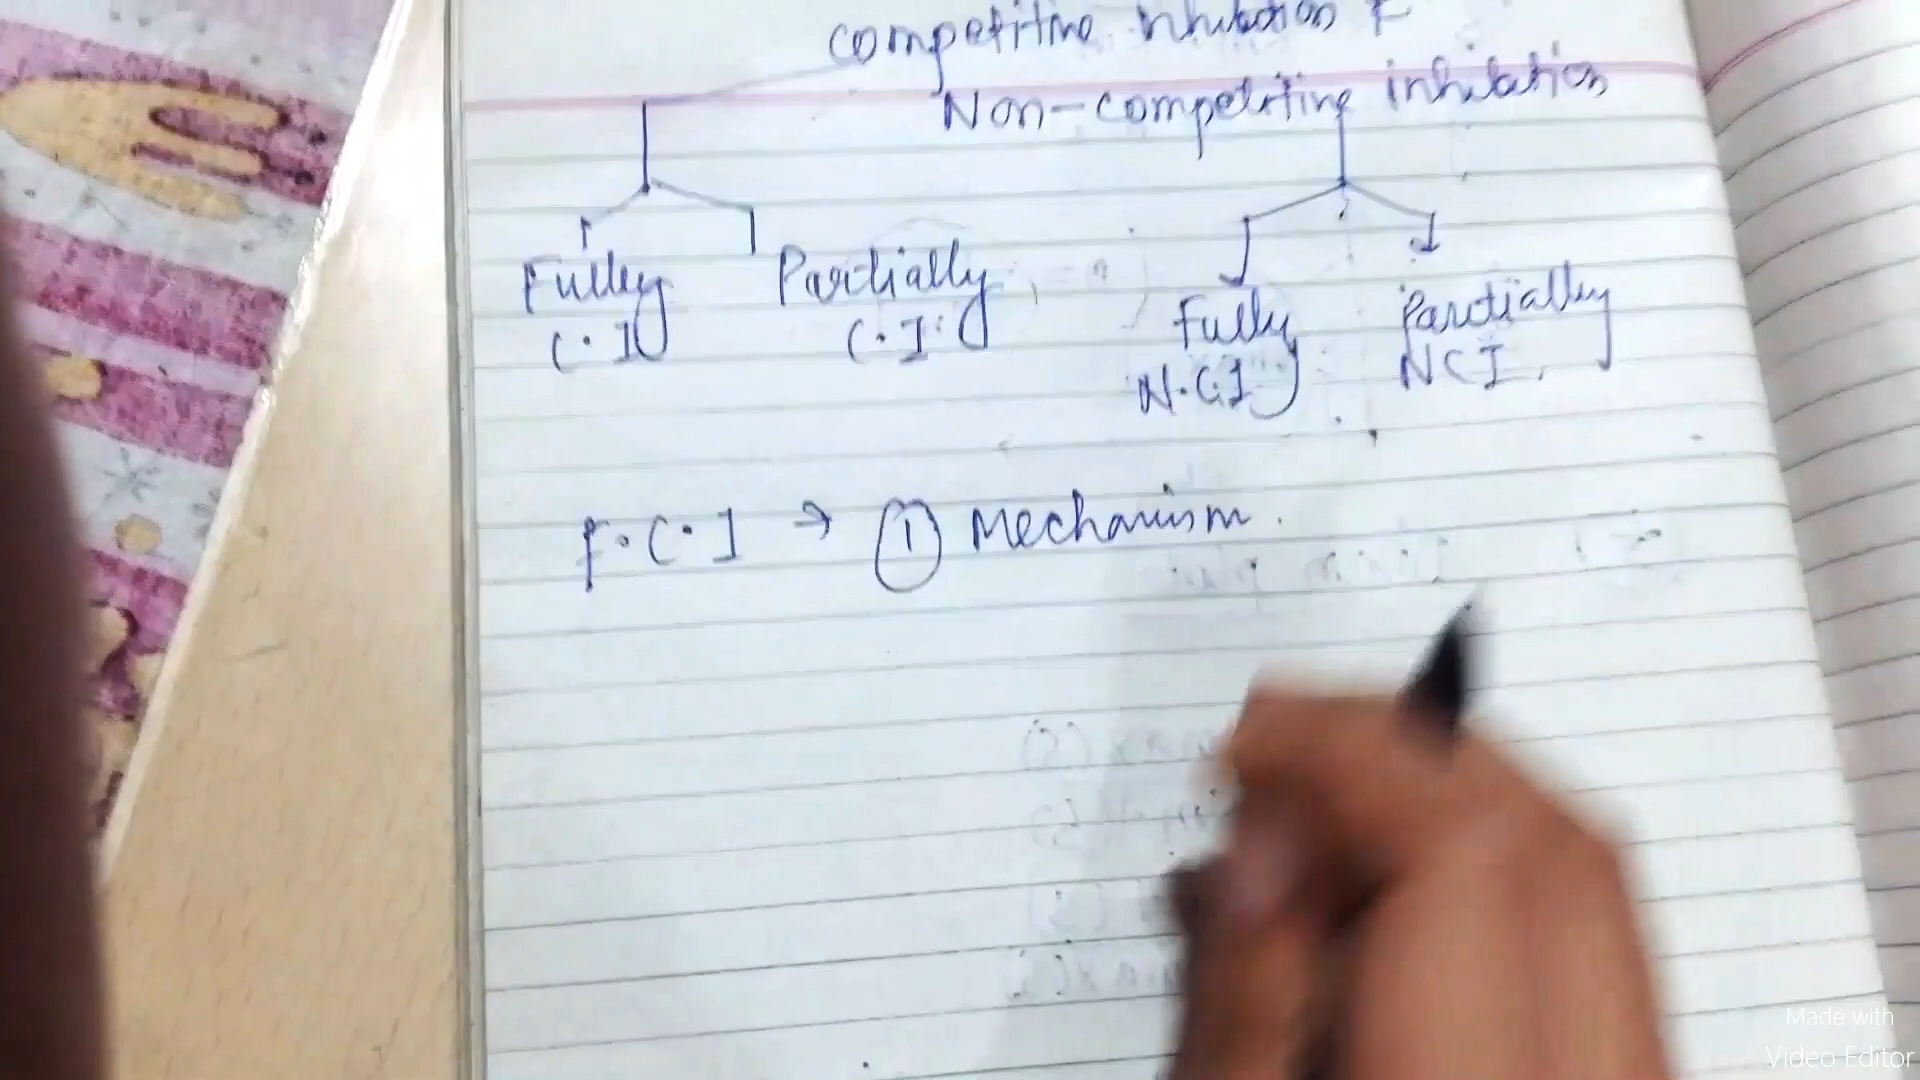 competitive inhibition &
Non-competitive inhibition
Fully Partially
C.I C.I.
Fully Partially
N.C.I NCI.
F.C.I → ① Mechanism.
Made with
Video Editor